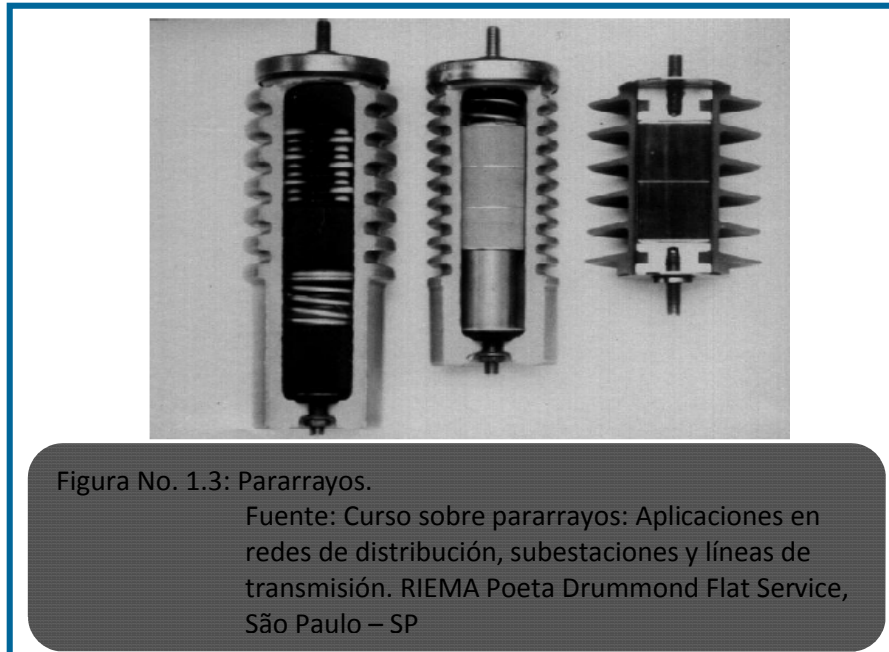 Figura No. 1.3: Pararrayos.
Fuente: Curso sobre pararrayos: Aplicaciones en
redes de distribución, subestaciones y líneas de
transmisión. RIEMA Poeta Drummond Flat Service,
São Paulo – SP